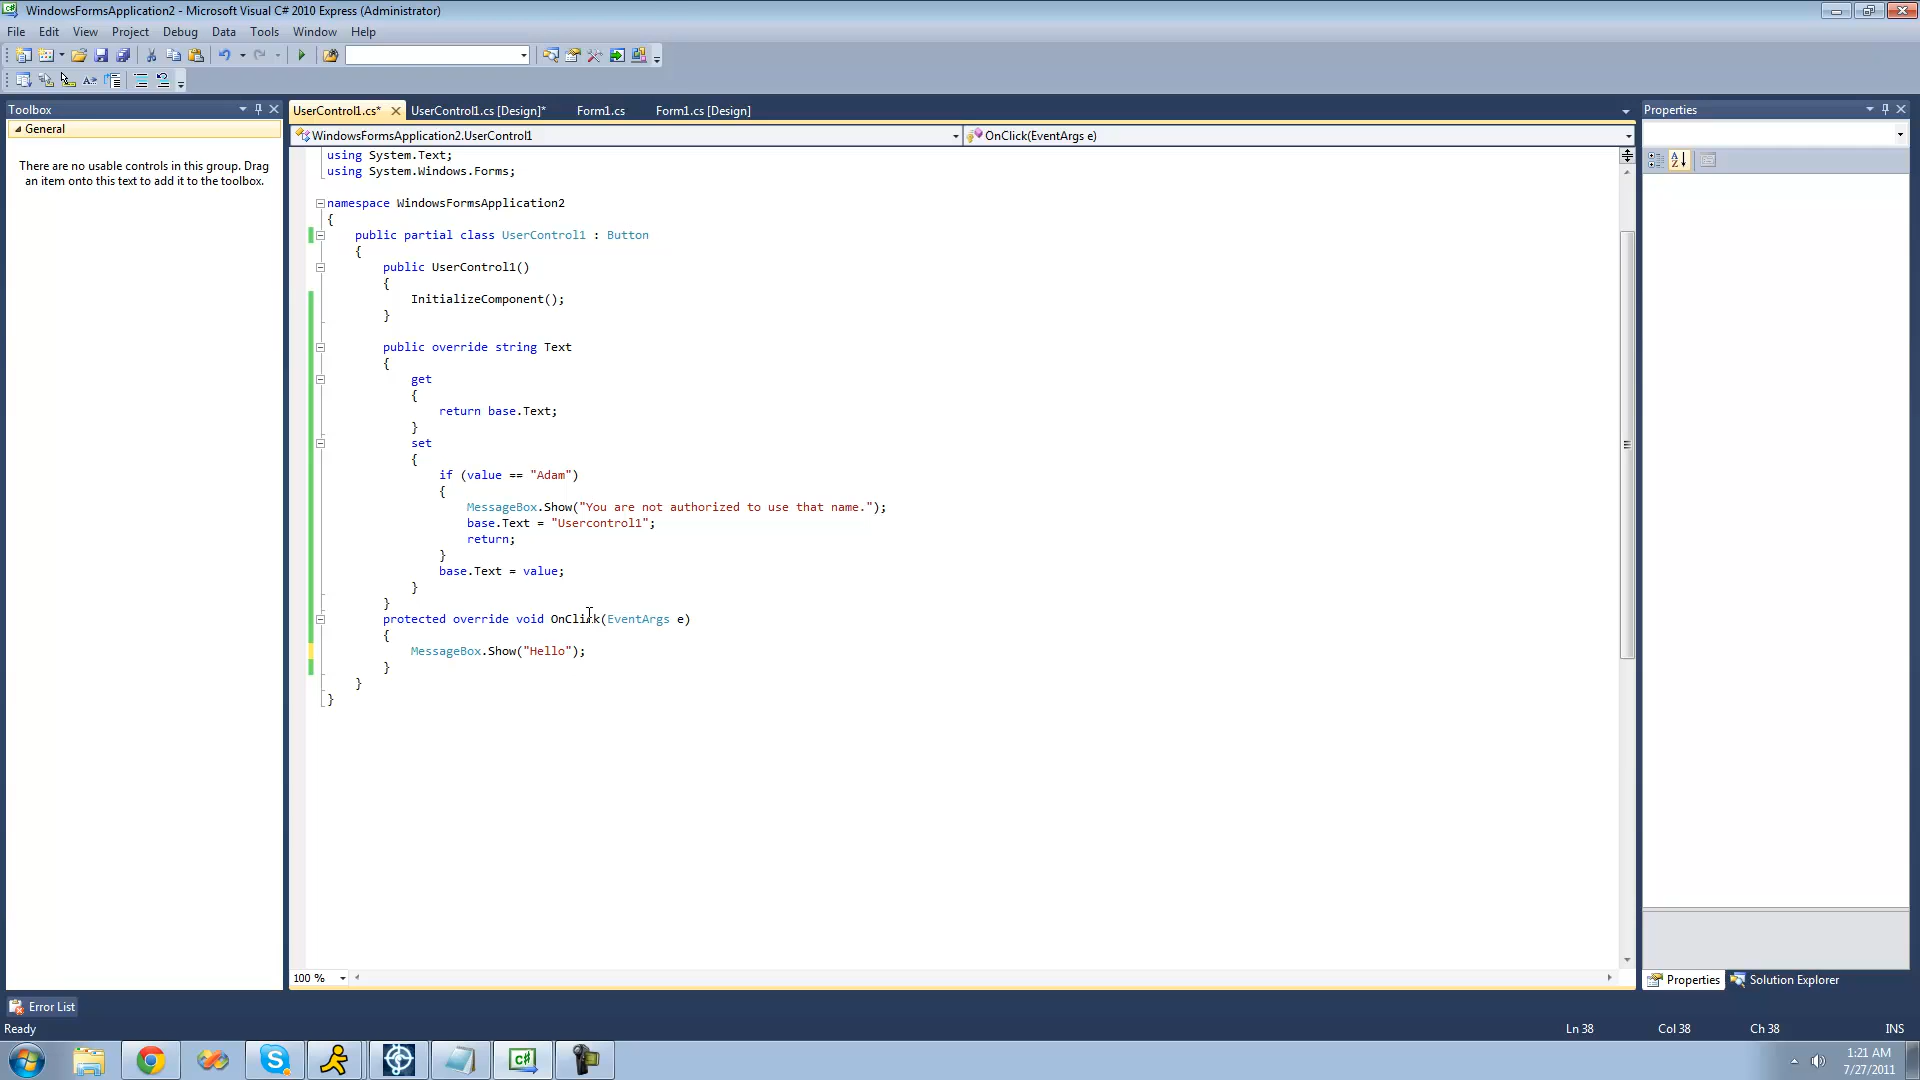 WindowsFormsApplication2 - Microsoft Visual C# 2010 Express (Administrator)
File Edit View Project Debug Data Tools Window Help
Toolbox
General
There are no usable controls in this group. Drag
an item onto this text to add it to the toolbox.
UserControl1.cs* UserControl1.cs [Design]* Form1.cs Form1.cs [Design]
WindowsFormsApplication2.UserControl1 OnClick(EventArgs e)
using System.Text;
using System.Windows.Forms;
namespace WindowsFormsApplication2
{
public partial class UserControl1 : Button
{
public UserControl1()
{
InitializeComponent();
}
public override string Text
{
get
{
return base.Text;
}
set
{
if (value == "Adam")
{
MessageBox.Show("You are not authorized to use that name.");
base.Text = "Usercontrol1";
return;
}
base.Text = value;
}
}
protected override void OnClick(EventArgs e)
{
MessageBox.Show("Hello");
}
}
}
100 %
Properties
Properties Solution Explorer
Error List
Ready Ln 38 Col 38 Ch 38 INS
1:21 AM
7/27/2011